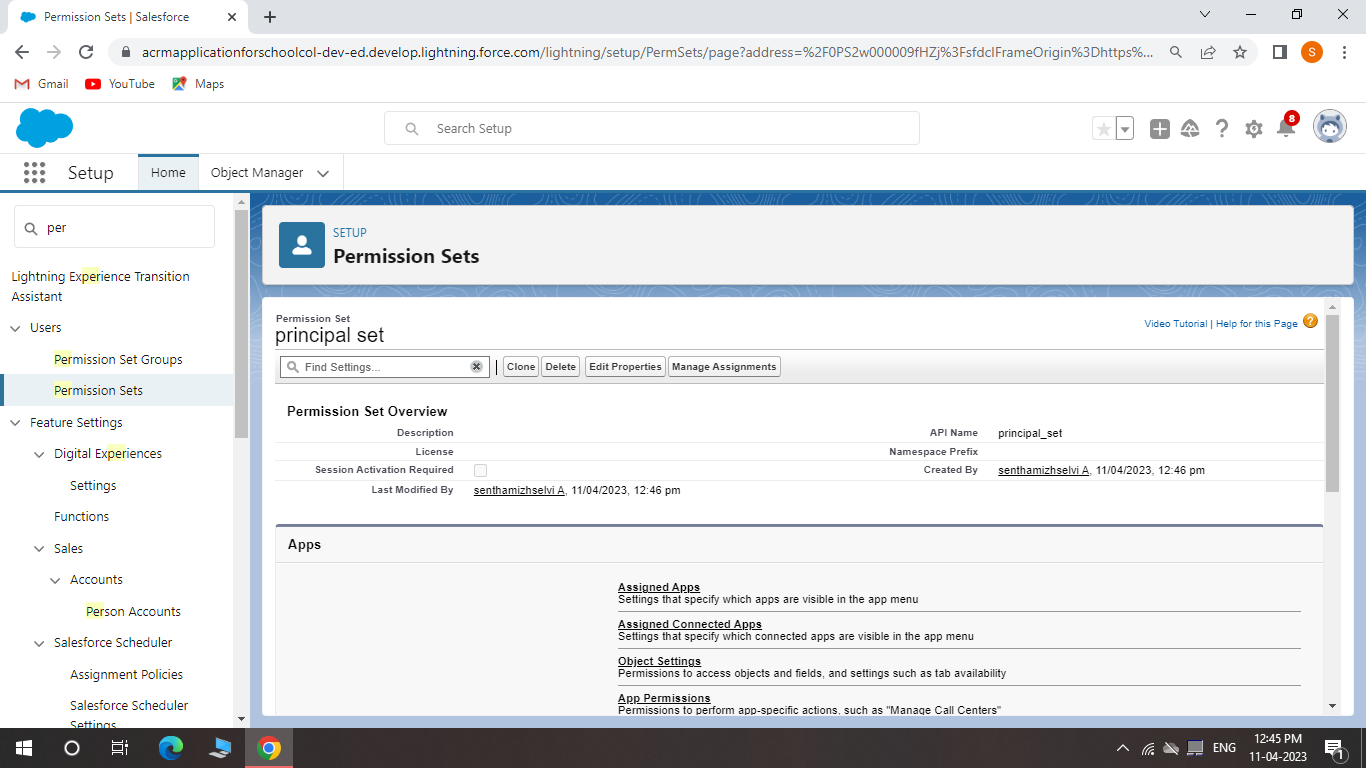 Permission Sets | Salesforce
acrmapplicationforschoolcol-dev-ed.develop.lightning.force.com/lightning/setup/PermSets/page?address=%2F0PS2w000009fHZj%3FsfdcIFrameOrigin%3Dhttps%...
S
Gmail
YouTube
Maps
Search Setup
8
Setup
Home
Object Manager
per
Lightning Experience Transition
Assistant
Users
Permission Set Groups
Permission Sets
Feature Settings
Digital Experiences
Settings
Functions
Sales
Accounts
Person Accounts
Salesforce Scheduler
Assignment Policies
Salesforce Scheduler
Settings
SETUP
Permission Sets
Permission Set
principal set
Video Tutorial | Help for this Page ?
Find Settings...
Clone
Delete
Edit Properties
Manage Assignments
Permission Set Overview
Description
API Name principal_set
License
Namespace Prefix
Session Activation Required
Created By senthamizhselvi A, 11/04/2023, 12:46 pm
Last Modified By senthamizhselvi A, 11/04/2023, 12:46 pm
Apps
Assigned Apps
Settings that specify which apps are visible in the app menu
Assigned Connected Apps
Settings that specify which connected apps are visible in the app menu
Object Settings
Permissions to access objects and fields, and settings such as tab availability
App Permissions
Permissions to perform app-specific actions, such as "Manage Call Centers"
ENG
12:45 PM
11-04-2023
1